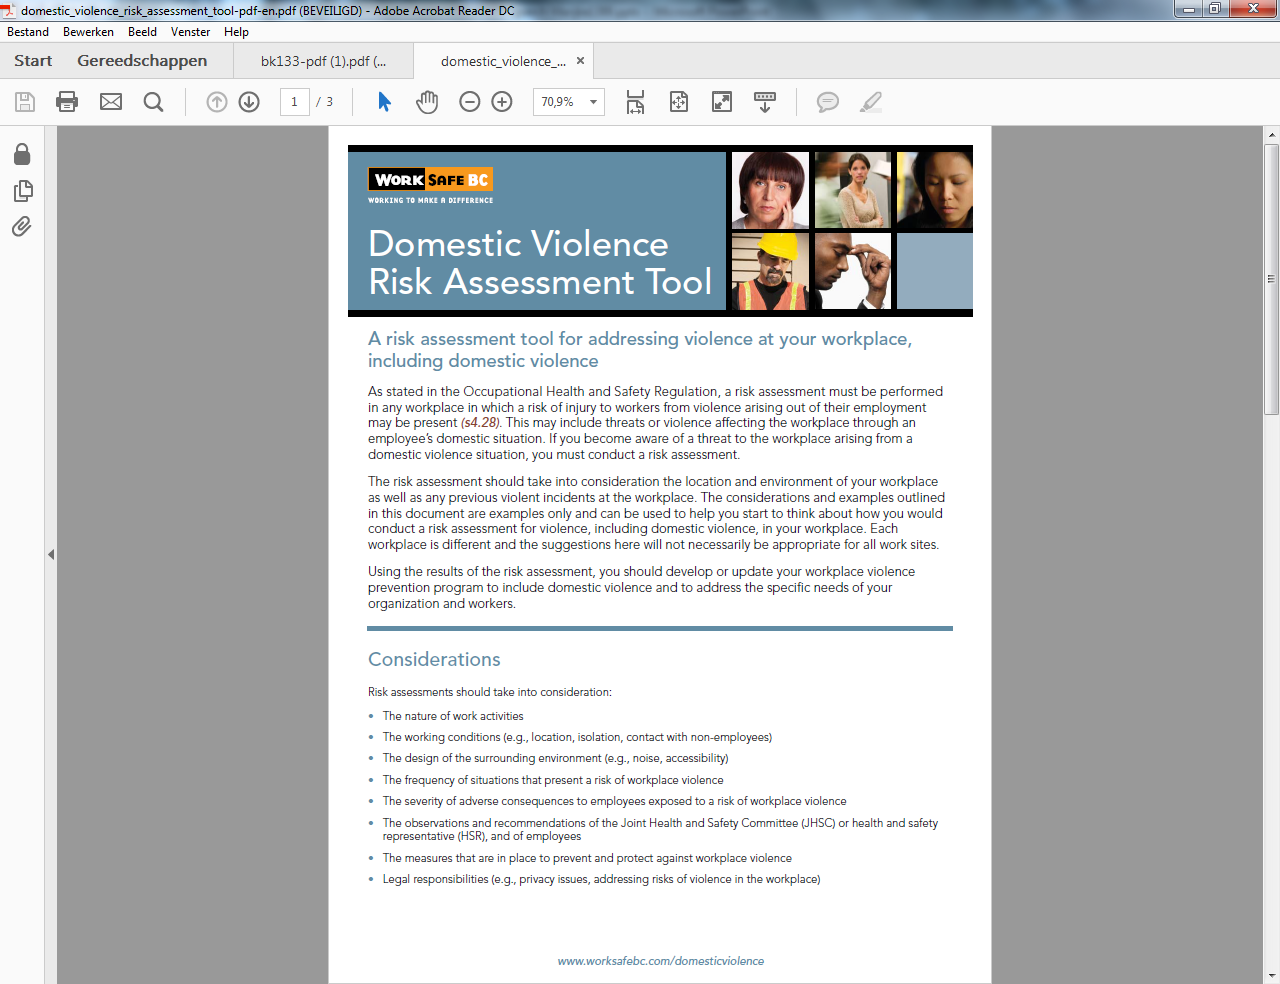 domestic_violence_risk_assessment_tool-pdf-en.pdf (BEVEILIGD) - Adobe Acrobat Reader DC
Bestand Bewerken Beeld Venster Help
Start Gereedschappen bk133-pdf (1).pdf (... domestic_violence_... ×
1 / 3 70,9%
WORK SAFE BC
WORKING TO MAKE A DIFFERENCE
Domestic Violence
Risk Assessment Tool
A risk assessment tool for addressing violence at your workplace,
including domestic violence
As stated in the Occupational Health and Safety Regulation, a risk assessment must be performed
in any workplace in which a risk of injury to workers from violence arising out of their employment
may be present (s4.28). This may include threats or violence affecting the workplace through an
employee's domestic situation. If you become aware of a threat to the workplace arising from a
domestic violence situation, you must conduct a risk assessment.
The risk assessment should take into consideration the location and environment of your workplace
as well as any previous violent incidents at the workplace. The considerations and examples outlined
in this document are examples only and can be used to help you start to think about how you would
conduct a risk assessment for violence, including domestic violence, in your workplace. Each
workplace is different and the suggestions here will not necessarily be appropriate for all work sites.
Using the results of the risk assessment, you should develop or update your workplace violence
prevention program to include domestic violence and to address the specific needs of your
organization and workers.
Considerations
Risk assessments should take into consideration:
• The nature of work activities
• The working conditions (e.g., location, isolation, contact with non-employees)
• The design of the surrounding environment (e.g., noise, accessibility)
• The frequency of situations that present a risk of workplace violence
• The severity of adverse consequences to employees exposed to a risk of workplace violence
• The observations and recommendations of the Joint Health and Safety Committee (JHSC) or health and safety
representative (HSR), and of employees
• The measures that are in place to prevent and protect against workplace violence
• Legal responsibilities (e.g., privacy issues, addressing risks of violence in the workplace)
www.worksafebc.com/domesticviolence